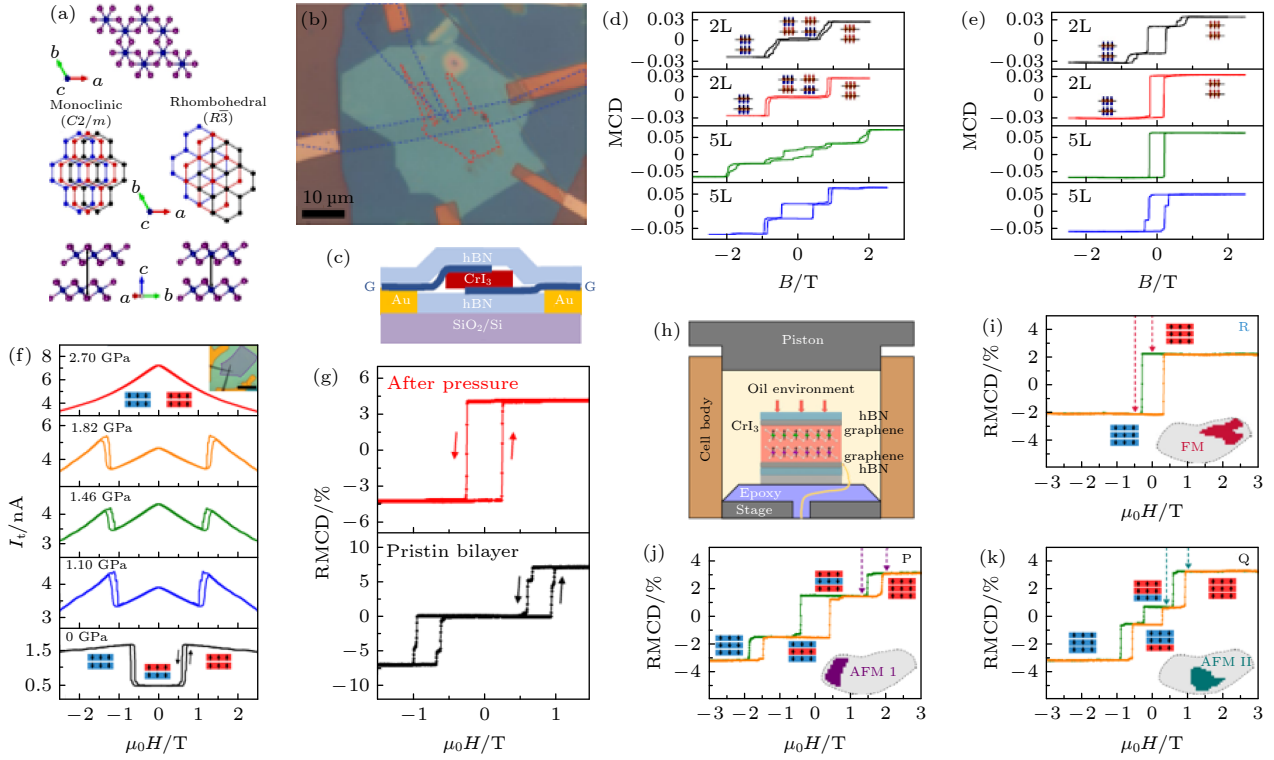 (a)
b
c
a
Monoclinic
(C2/m)
Rhombohedral
(R3̅)
b
c
a
c
a
b
(b)
10 μm
(c)
hBN
CrI₃
G
G
Au
hBN
Au
SiO₂/Si
(d)
2L
0.03
0
−0.03
2L
0.03
0
−0.03
5L
0.05
0
−0.05
5L
0.05
0
−0.05
MCD
−2
0
2
B/T
(e)
2L
0.03
0
−0.03
2L
0.03
0
−0.03
5L
0.05
0
−0.05
5L
0.05
0
−0.05
MCD
−2
0
2
B/T
(f)
2.70 GPa
8
6
4
1.82 GPa
4
2
1.46 GPa
4
3
1.10 GPa
4
2
0 GPa
1.5
0.5
It/nA
−2
−1
0
1
2
μ0H/T
(g)
After pressure
6
3
0
−3
−6
Pristin bilayer
10
5
0
−5
−10
RMCD/%
−1
0
1
μ0H/T
(h)
Piston
Oil environment
Cell body
CrI₃
hBN
graphene
graphene
hBN
Epoxy
Stage
(i)
R
4
2
0
−2
−4
RMCD/%
FM
−3
−2
−1
0
1
2
3
μ0H/T
(j)
P
4
2
0
−2
−4
RMCD/%
AFM 1
−3
−2
−1
0
1
2
3
μ0H/T
(k)
Q
4
2
0
−2
−4
RMCD/%
AFM II
−3
−2
−1
0
1
2
3
μ0H/T